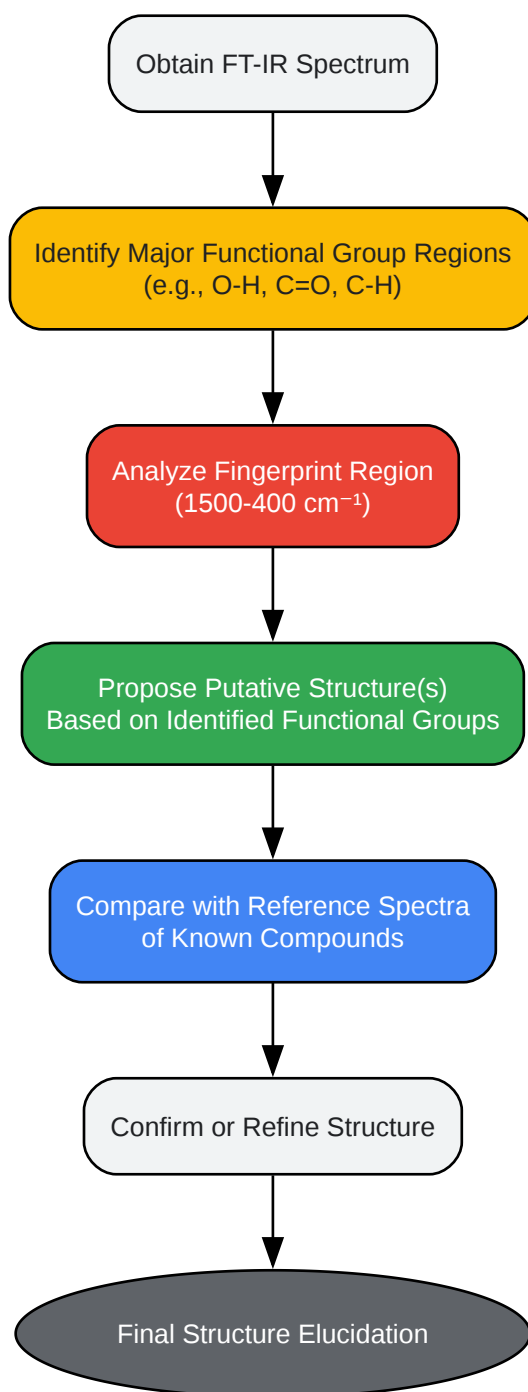 Obtain FT-IR Spectrum
Identify Major Functional Group Regions
(e.g., O-H, C=O, C-H)
Analyze Fingerprint Region
(1500-400 cm⁻¹)
Propose Putative Structure(s)
Based on Identified Functional Groups
Compare with Reference Spectra
of Known Compounds
Confirm or Refine Structure
Final Structure Elucidation